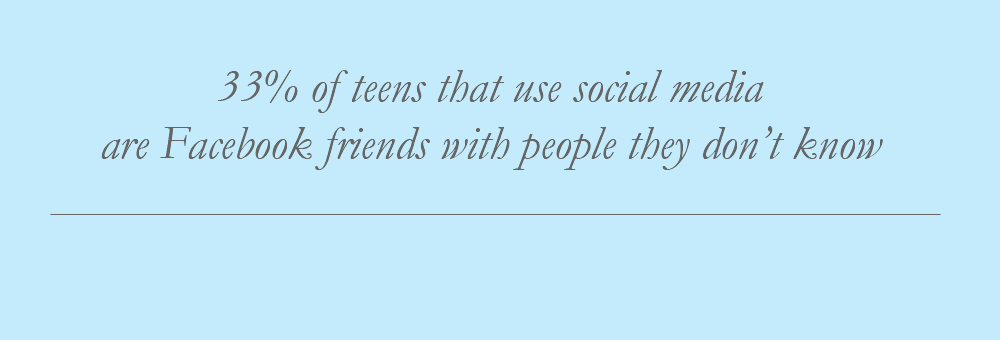 33% of teens that use social media
are Facebook friends with people they don’t know